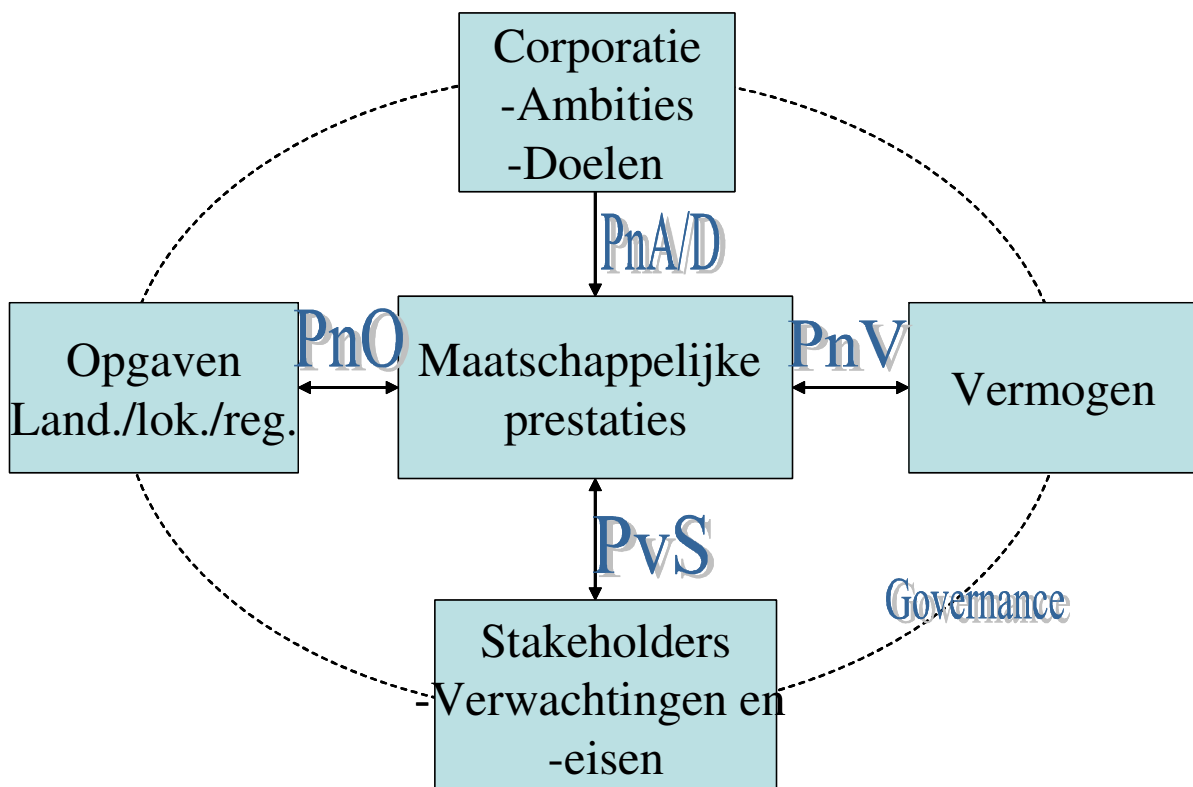 Corporatie
-Ambities
-Doelen
PnA/D
Opgaven
Land./lok./reg.
PnO
Maatschappelijke
prestaties
PnV
Vermogen
PvS
Governance
Stakeholders
-Verwachtingen en
-eisen